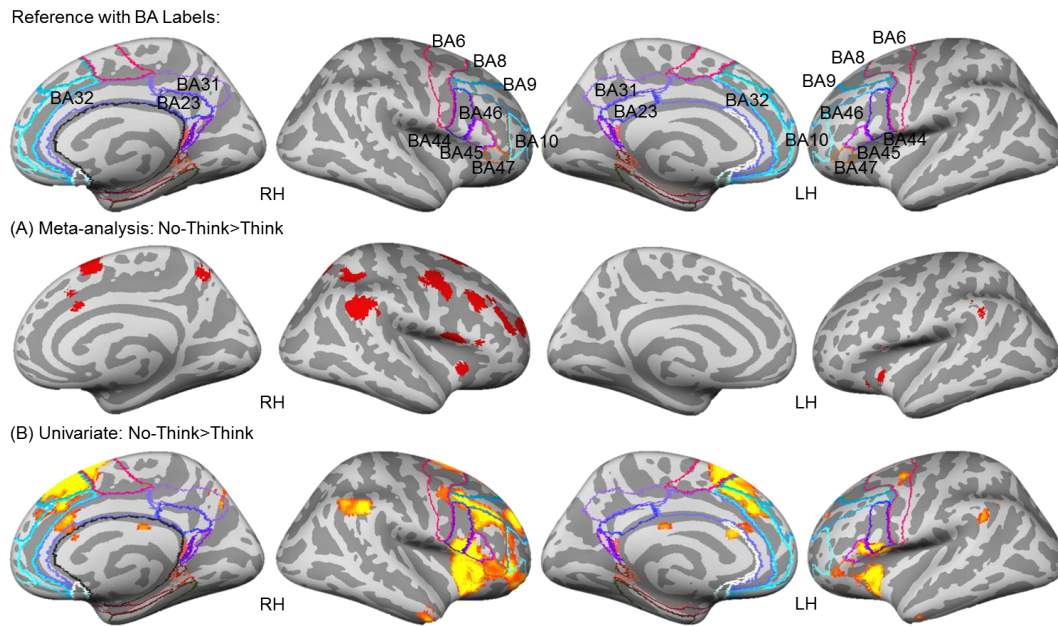 Reference with BA Labels:
BA32
BA31
BA23
RH
BA6
BA8
BA9
BA46
BA44
BA45
BA10
BA47
BA31
BA23
BA32
LH
BA6
BA8
BA9
BA46
BA10
BA44
BA45
BA47
(A) Meta-analysis: No-Think>Think
RH
LH
(B) Univariate: No-Think>Think
RH
LH